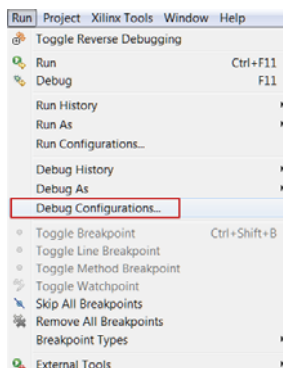 Run Project Xilinx Tools Window Help
Toggle Reverse Debugging
Run Ctrl+F11
Debug F11
Run History
Run As
Run Configurations...
Debug History
Debug As
Debug Configurations...
Toggle Breakpoint Ctrl+Shift+B
Toggle Line Breakpoint
Toggle Method Breakpoint
Toggle Watchpoint
Skip All Breakpoints
Remove All Breakpoints
Breakpoint Types
External Tools